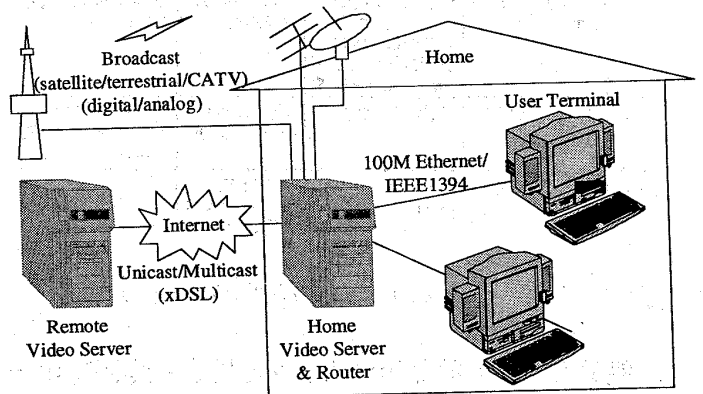 Broadcast
(satellite/terrestrial/CATV)
(digital/analog)
Home
User Terminal
100M Ethernet/
IEEE1394
Internet
Unicast/Multicast
(xDSL)
Remote
Video Server
Home
Video Server
& Router